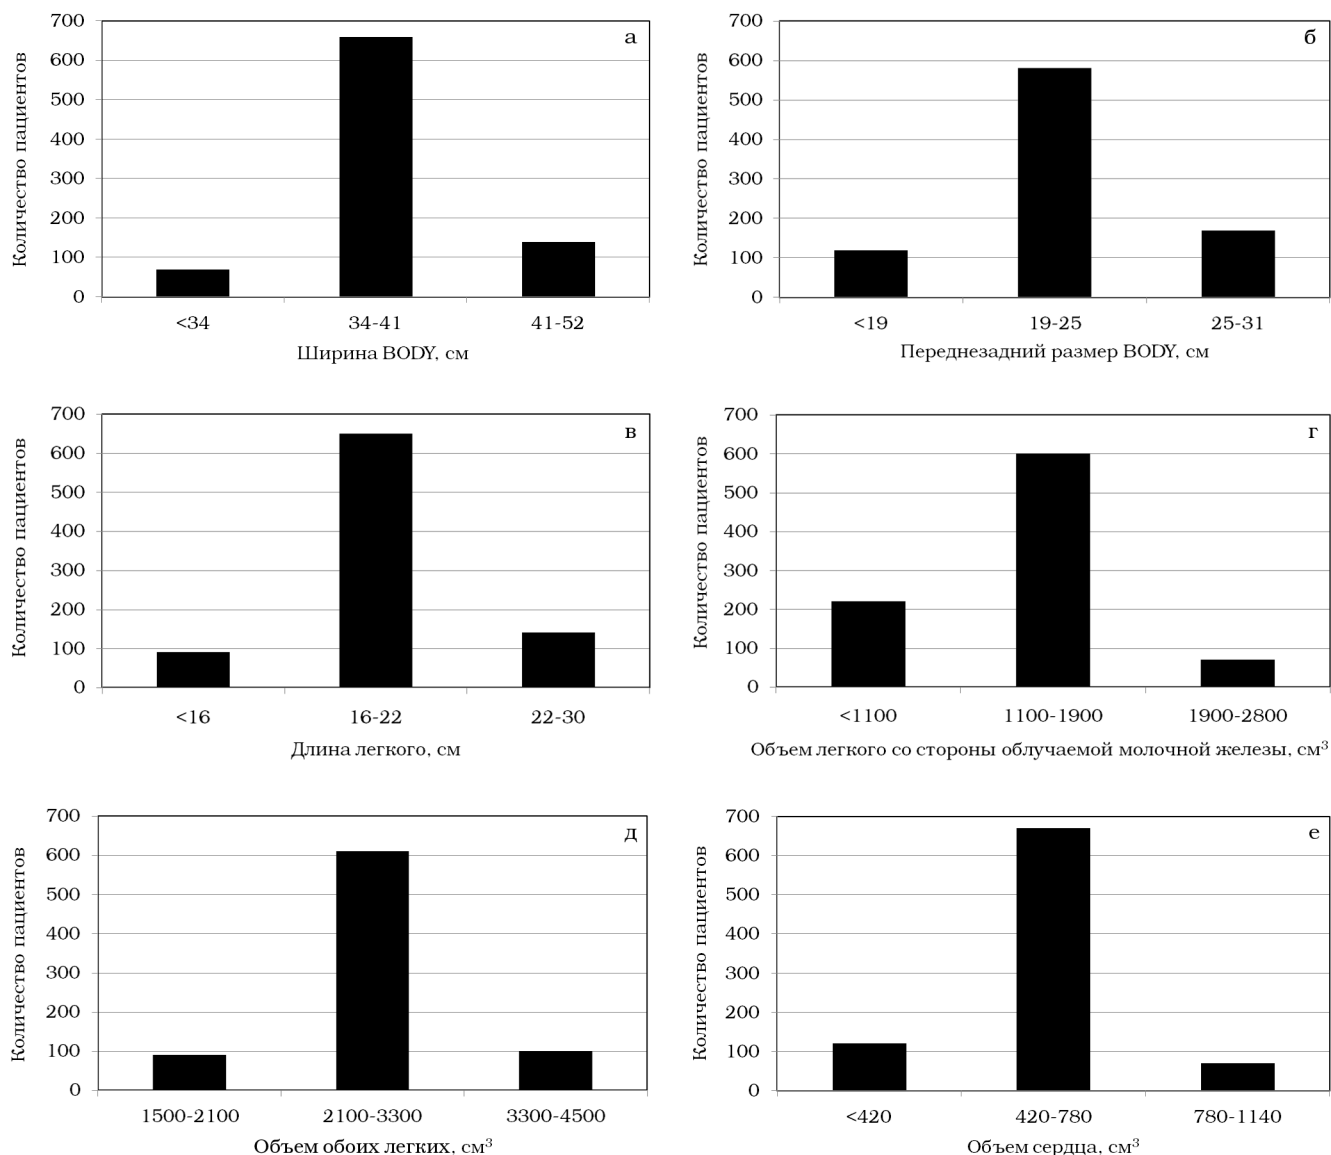 а
Количество пациентов
700
600
500
400
300
200
100
0
<34 34-41 41-52
Ширина BODY, см
б
Количество пациентов
700
600
500
400
300
200
100
0
<19 19-25 25-31
Переднезадний размер BODY, см
в
Количество пациентов
700
600
500
400
300
200
100
0
<16 16-22 22-30
Длина легкого, см
г
Количество пациентов
700
600
500
400
300
200
100
0
<1100 1100-1900 1900-2800
Объем легкого со стороны облучаемой молочной железы, см³
д
Количество пациентов
700
600
500
400
300
200
100
0
1500-2100 2100-3300 3300-4500
Объем обоих легких, см³
е
Количество пациентов
700
600
500
400
300
200
100
0
<420 420-780 780-1140
Объем сердца, см³